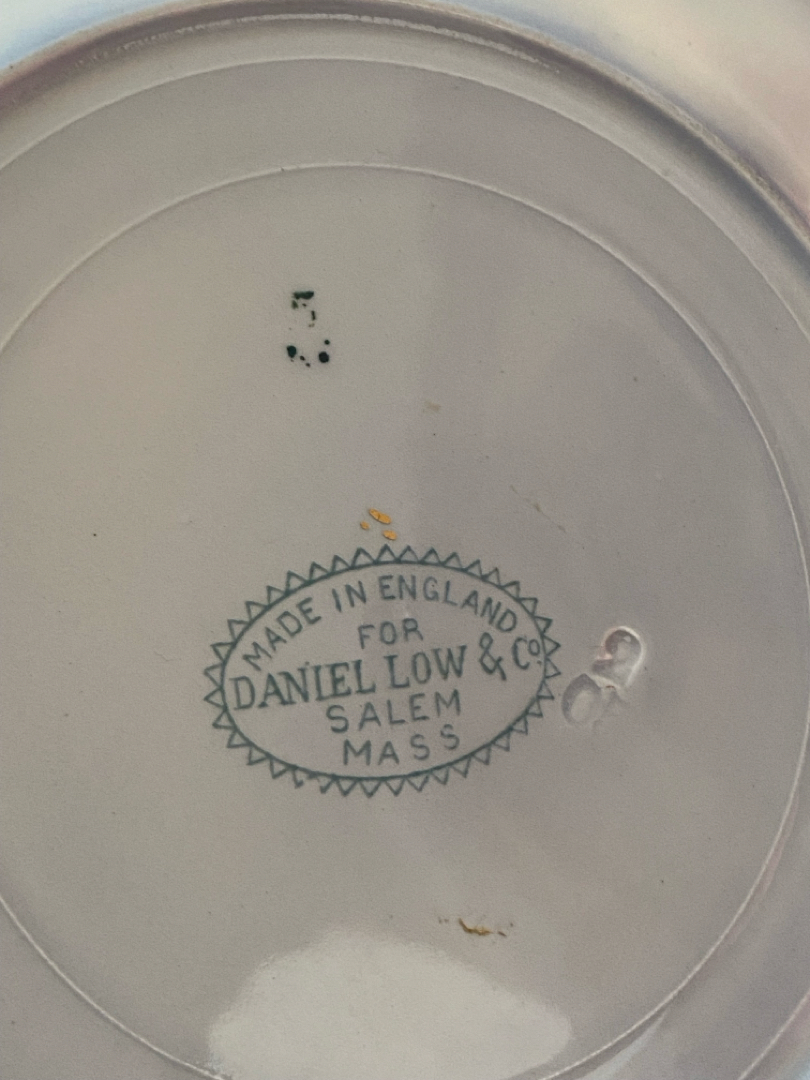 MADE IN ENGLAND
FOR
DANIEL LOW & Co.
SALEM
MASS